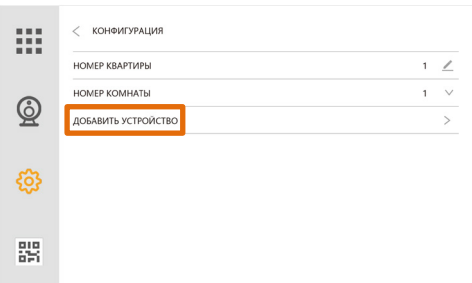 КОНФИГУРАЦИЯ
НОМЕР КВАРТИРЫ 1
НОМЕР КОМНАТЫ 1
ДОБАВИТЬ УСТРОЙСТВО